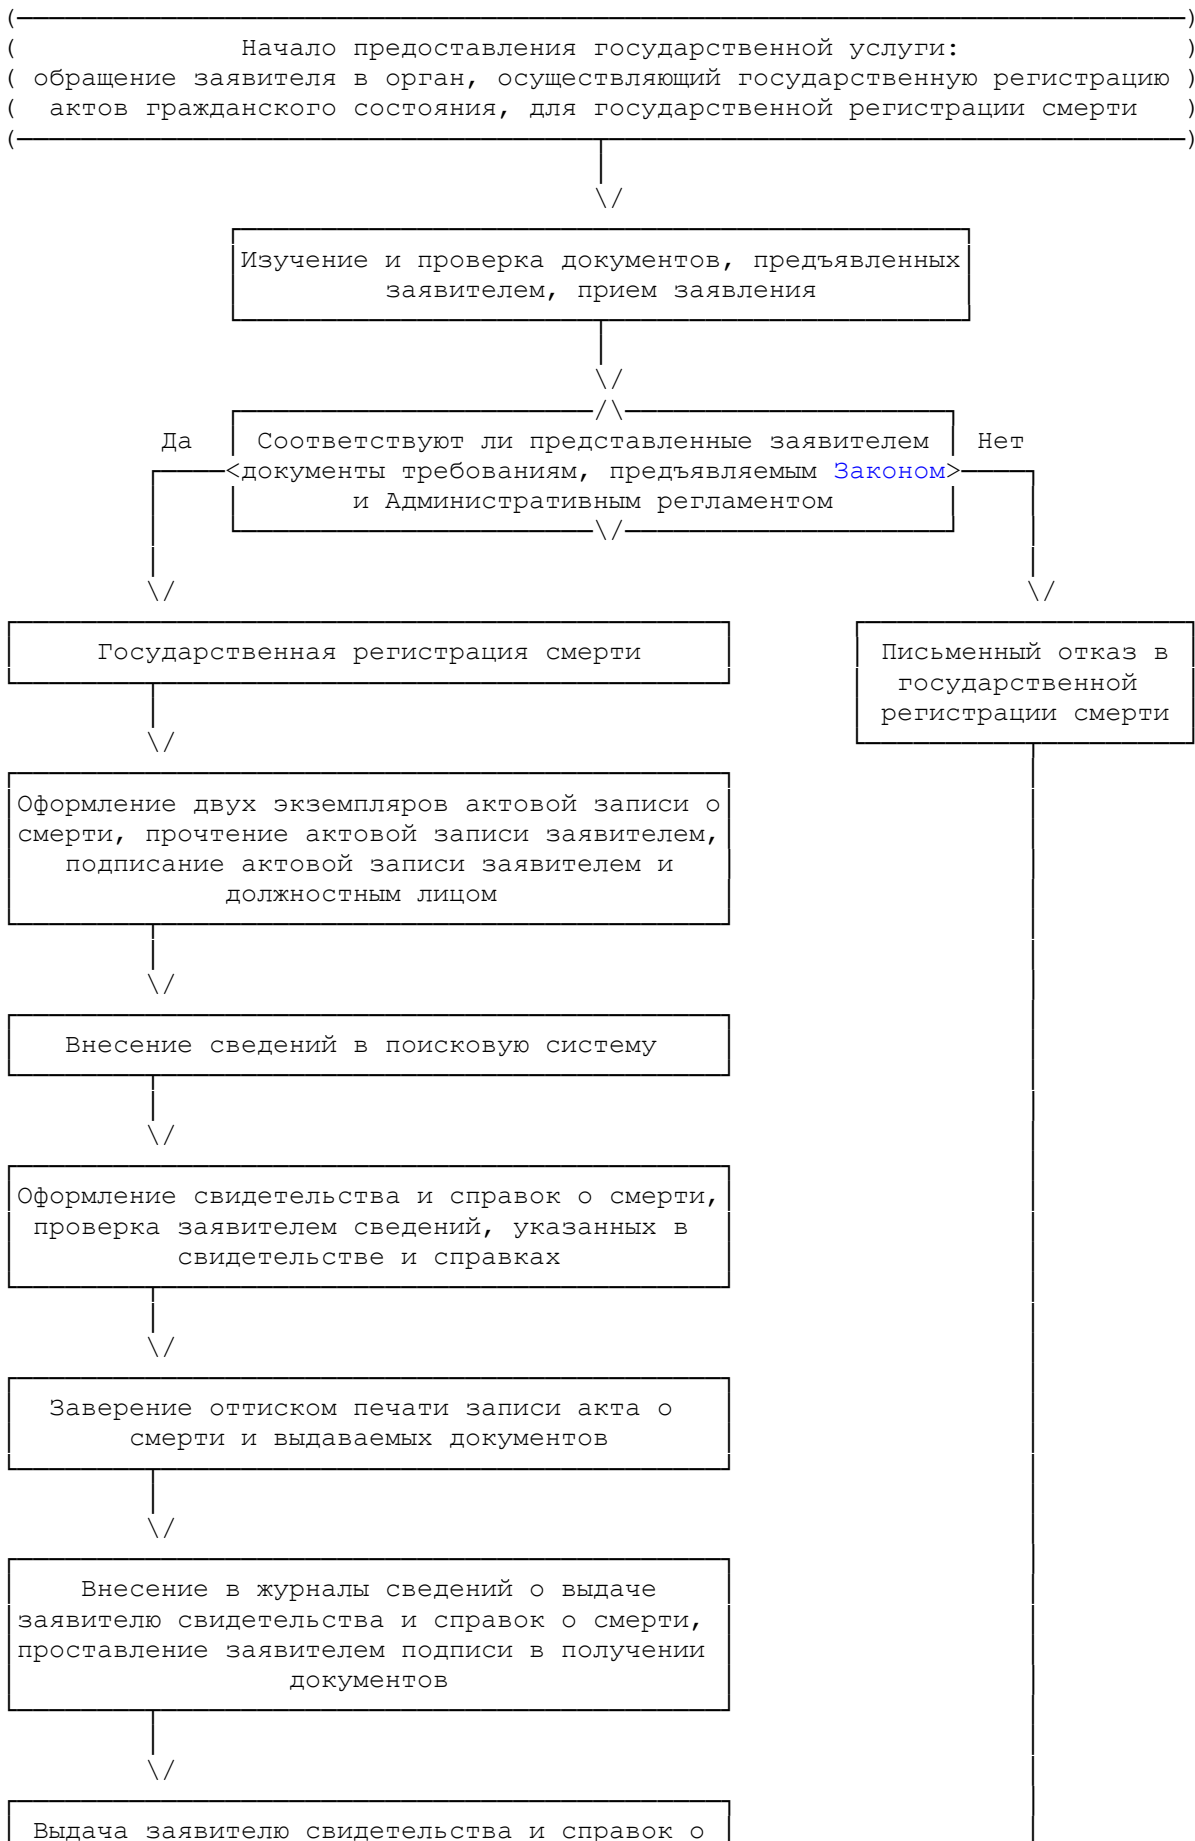 Начало предоставления государственной услуги:
обращение заявителя в орган, осуществляющий государственную регистрацию
актов гражданского состояния, для государственной регистрации смерти
Изучение и проверка документов, предъявленных
заявителем, прием заявления
Да
Соответствуют ли представленные заявителем
Нет
документы требованиям, предъявляемым Законом
и Административным регламентом
Государственная регистрация смерти
Письменный отказ в
государственной
регистрации смерти
Оформление двух экземпляров актовой записи о
смерти, прочтение актовой записи заявителем,
подписание актовой записи заявителем и
должностным лицом
Внесение сведений в поисковую систему
Оформление свидетельства и справок о смерти,
проверка заявителем сведений, указанных в
свидетельстве и справках
Заверение оттиском печати записи акта о
смерти и выдаваемых документов
Внесение в журналы сведений о выдаче
заявителю свидетельства и справок о смерти,
проставление заявителем подписи в получении
документов
Выдача заявителю свидетельства и справок о